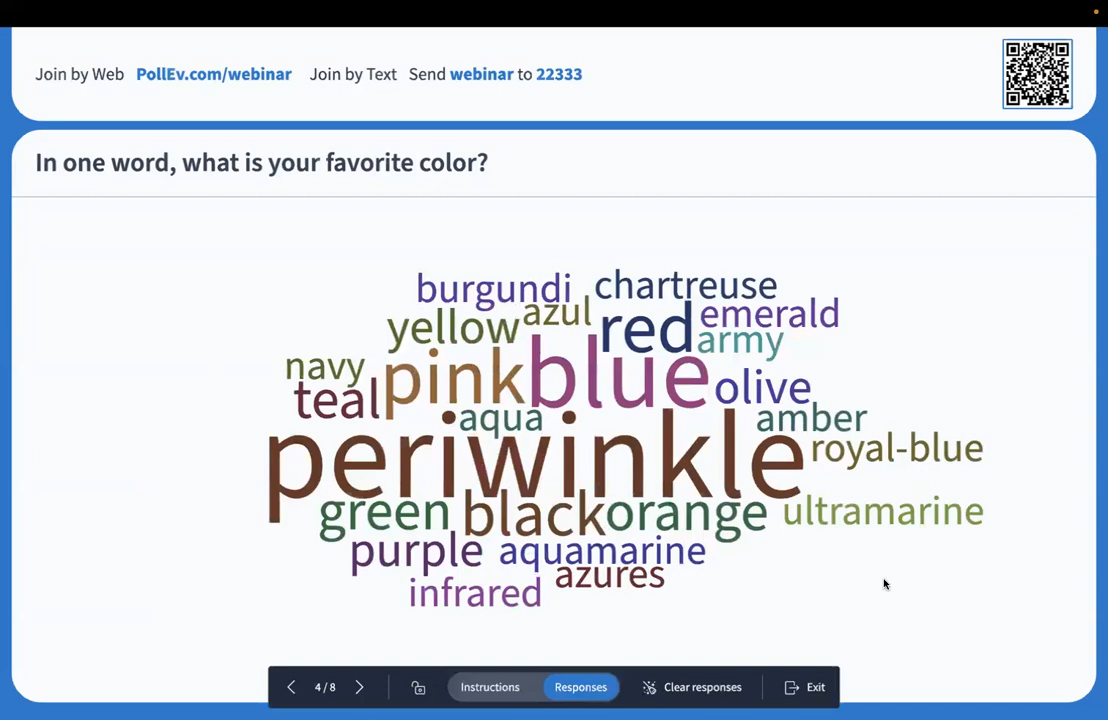 Join by Web PollEv.com/webinar Join by Text Send webinar to 22333
In one word, what is your favorite color?
burgundi chartreuse
yellow azul red emerald
army
navy pink blue olive
teal aqua amber
periwinkle royal-blue
green black orange ultramarine
purple aquamarine
infrared azures
4 / 8 Instructions Responses Clear responses Exit